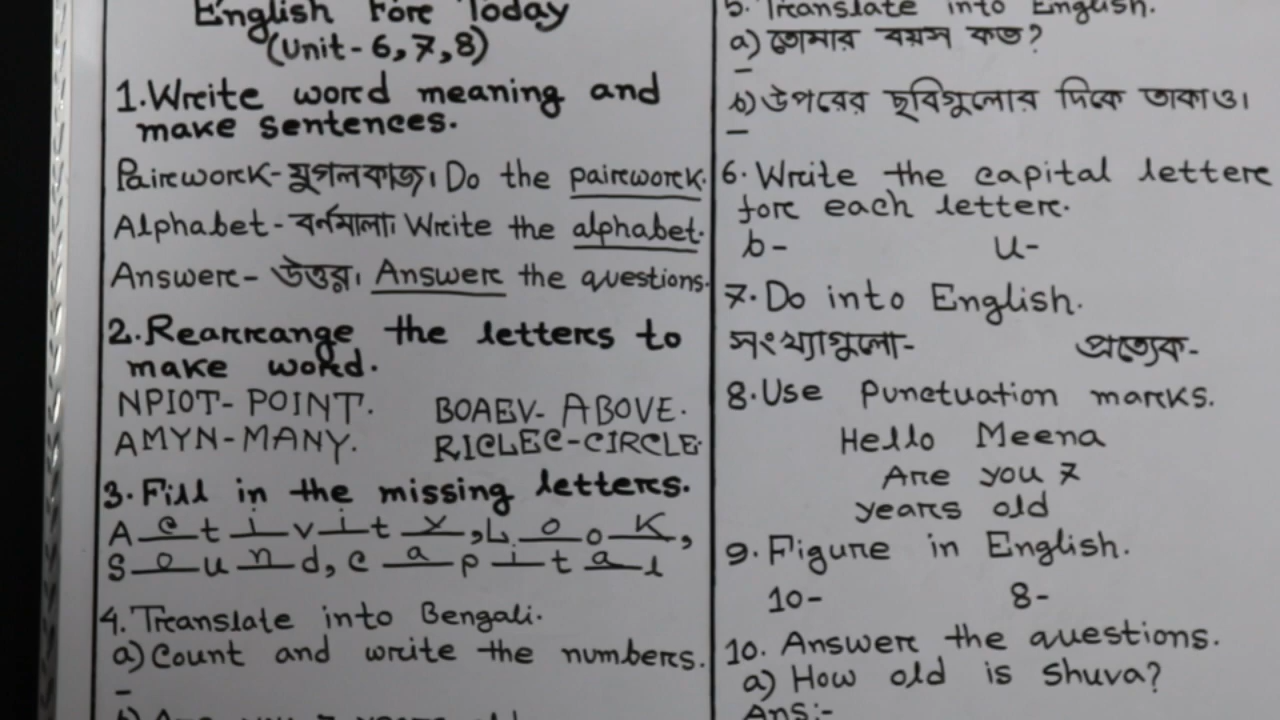 English For Today
(Unit-6,7,8)
1.Write word meaning and
make sentences.
Pairwork-যুগলকাজ। Do the pairwork.
Alphabet-বর্নমালা। Write the alphabet.
Answer-উত্তর। Answer the questions.
2.Rearrange the letters to
make word.
NPIOT-POINT. BOAEV-ABOVE.
AMYN-MANY. RICLEC-CIRCLE.
3.Fill in the missing letters.
A c t i v i t y, L o o k,
S o u n d, c a p i t a l
4.Translate into Bengali.
a)Count and write the numbers.
-
5.Translate into English.
a)তোমার বয়স কত?
-
b)উপরের ছবিগুলোর দিকে তাকাও।
-
6.Write the capital letter
for each letter.
b- u-
7.Do into English.
সংখ্যাগুলো- প্রত্যেক-
8.Use Punctuation marks.
Hello Meena
Are you 7
years old
9.Figure in English.
10- 8-
10. Answer the questions.
a) How old is Shuva?
Ans:-